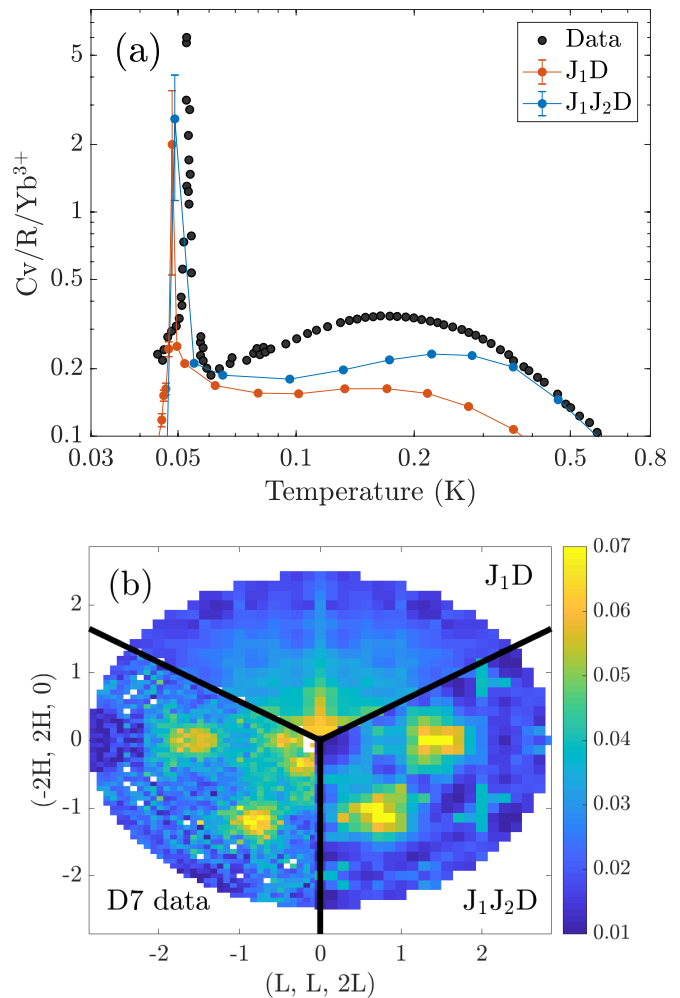 (a)
Data
J₁D
J₁J₂D
5
2
1
0.5
0.2
0.1
Cv/R/Yb³⁺
0.03 0.05 0.1 0.2 0.5 0.8
Temperature (K)
(b)
J₁D
0.07
0.06
0.05
0.04
0.03
0.02
0.01
2
1
0
-1
-2
(-2H, 2H, 0)
D7 data
J₁J₂D
-2 -1 0 1 2
(L, L, 2L)